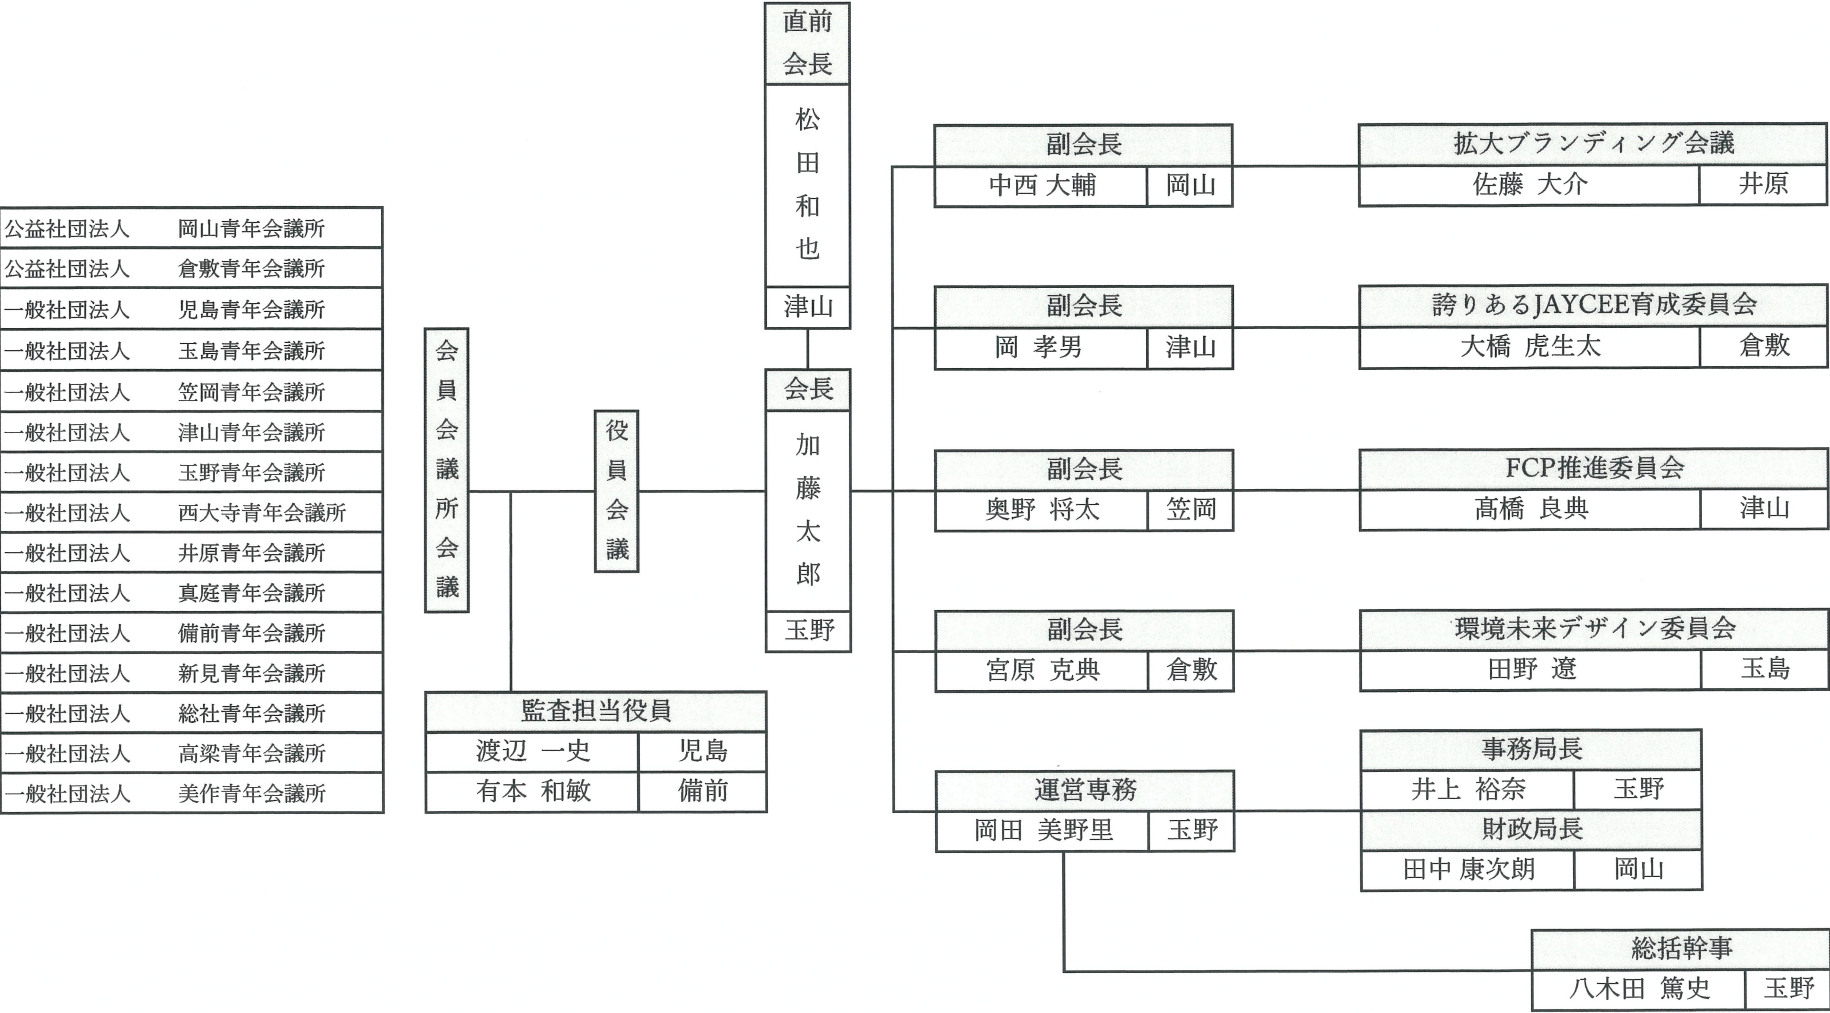 公益社団法人 岡山青年会議所
公益社団法人 倉敷青年会議所
一般社団法人 児島青年会議所
一般社団法人 玉島青年会議所
一般社団法人 笠岡青年会議所
一般社団法人 津山青年会議所
一般社団法人 玉野青年会議所
一般社団法人 西大寺青年会議所
一般社団法人 井原青年会議所
一般社団法人 真庭青年会議所
一般社団法人 備前青年会議所
一般社団法人 新見青年会議所
一般社団法人 総社青年会議所
一般社団法人 高梁青年会議所
一般社団法人 美作青年会議所
会員会議所会議
役員会議
監査担当役員
渡辺 一史 児島
有本 和敏 備前
直前
会長
松田和也
津山
会長
加藤太郎
玉野
副会長
中西 大輔 岡山
拡大ブランディング会議
佐藤 大介 井原
副会長
岡 孝男 津山
誇りあるJAYCEE育成委員会
大橋 虎生太 倉敷
副会長
奥野 将太 笠岡
FCP推進委員会
髙橋 良典 津山
副会長
宮原 克典 倉敷
環境未来デザイン委員会
田野 遼 玉島
運営専務
岡田 美野里 玉野
事務局長
井上 裕奈 玉野
財政局長
田中 康次朗 岡山
総括幹事
八木田 篤史 玉野